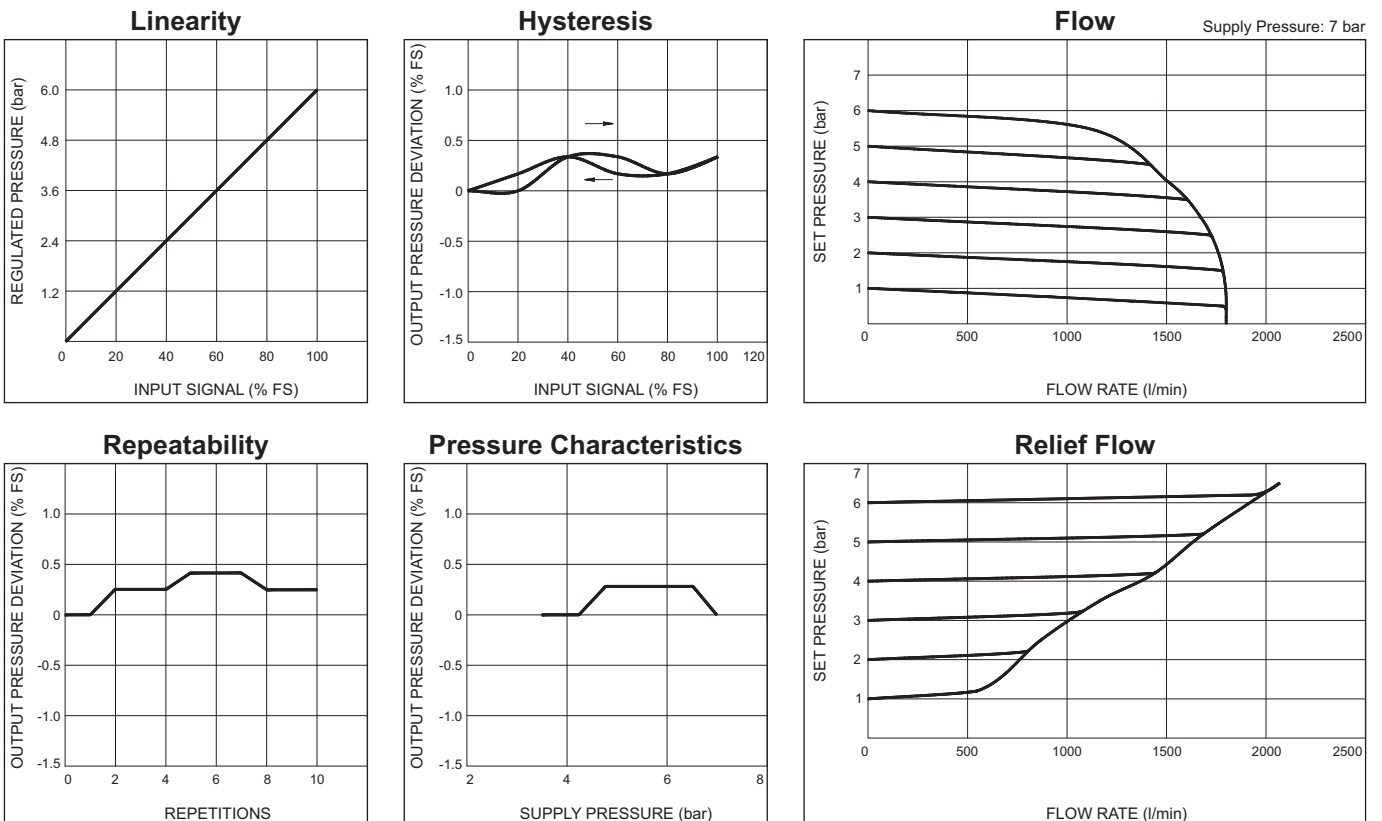 Linearity
REGULATED PRESSURE (bar)
6.0
4.8
3.6
2.4
1.2
0 20 40 60 80 100
INPUT SIGNAL (% FS)
Hysteresis
OUTPUT PRESSURE DEVIATION (% FS)
1.0
0.5
0
-0.5
-1.0
-1.5
0 20 40 60 80 100 120
INPUT SIGNAL (% FS)
Flow
Supply Pressure: 7 bar
SET PRESSURE (bar)
7
6
5
4
3
2
1
0 500 1000 1500 2000 2500
FLOW RATE (l/min)
Repeatability
OUTPUT PRESSURE DEVIATION (% FS)
1.0
0.5
0
-0.5
-1.0
-1.5
0 2 4 6 8 10
REPETITIONS
Pressure Characteristics
OUTPUT PRESSURE DEVIATION (% FS)
1.0
0.5
0
-0.5
-1.0
-1.5
2 4 6 8
SUPPLY PRESSURE (bar)
Relief Flow
SET PRESSURE (bar)
7
6
5
4
3
2
1
0 500 1000 1500 2000 2500
FLOW RATE (l/min)